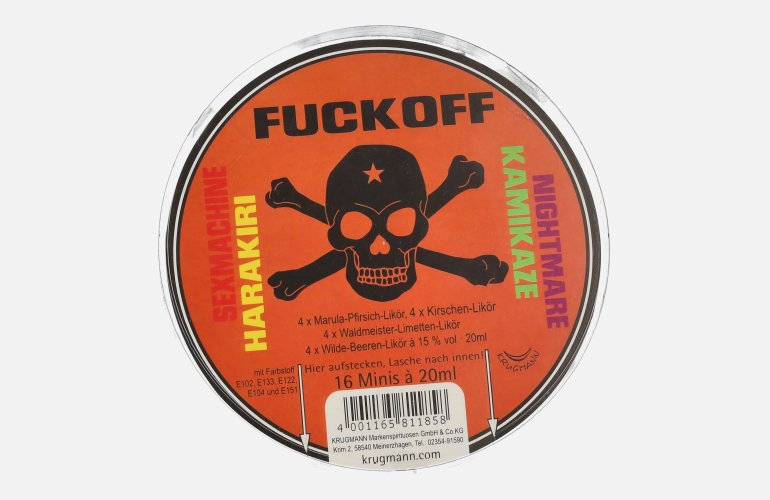 FUCKOFF
SEXMACHINE
HARAKIRI
NIGHTMARE
KAMIKAZE
4 x Marula-Pfirsich-Likör, 4 x Kirschen-Likör
4 x Waldmeister-Limetten-Likör
4 x Wilde-Beeren-Likör à 15 % vol · 20ml
Hier aufstecken, Lasche nach innen!
16 Minis à 20ml
mit Farbstoff
E102, E133, E122,
E104 und E151
KRUGMANN
4 001165 811858
KRUGMANN Markenspirituosen GmbH & Co.KG
Krim 2, 58540 Meinerzhagen, Tel.: 02354-91590
krugmann.com